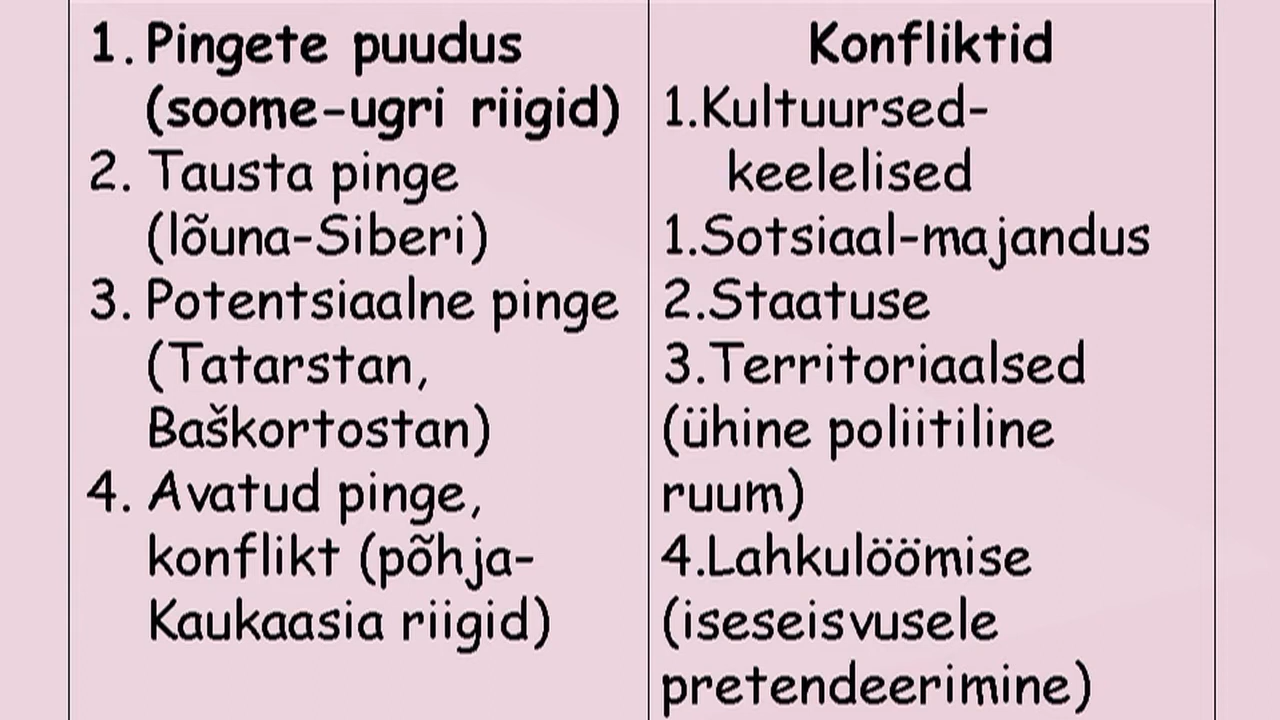 1. Pingete puudus
(soome-ugri riigid)
2. Tausta pinge
(lõuna-Siberi)
3. Potentsiaalne pinge
(Tatarstan,
Baškortostan)
4. Avatud pinge,
konflikt (põhja-
Kaukaasia riigid)
Konfliktid
1.Kultuursed-
keelelised
1.Sotsiaal-majandus
2.Staatuse
3.Territoriaalsed
(ühine poliitiline
ruum)
4.Lahkulöömise
(iseseisvusele
pretendeerimine)